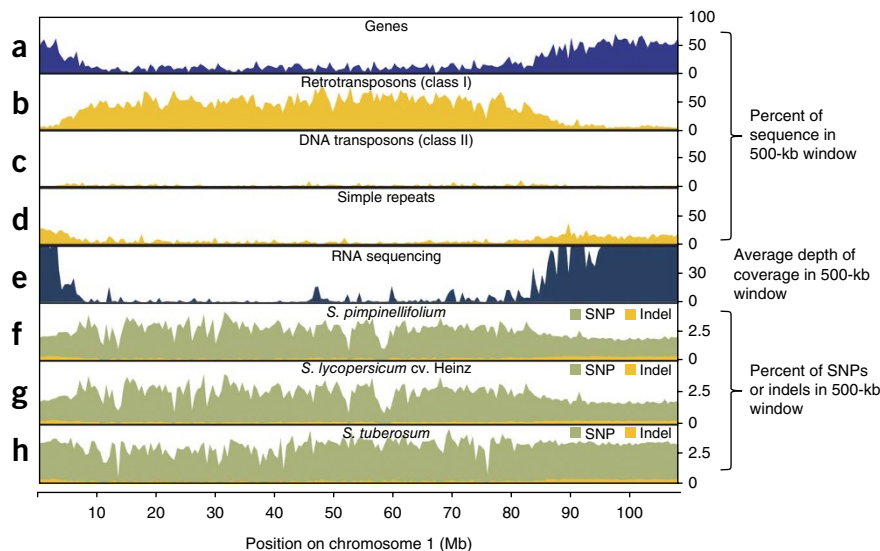 a
Genes
100
50
0
b
Retrotransposons (class I)
50
0
c
DNA transposons (class II)
50
0
d
Simple repeats
50
0
Percent of
sequence in
500-kb window
e
RNA sequencing
30
0
Average depth of
coverage in 500-kb
window
f
S. pimpinellifolium
SNP Indel
2.5
0
g
S. lycopersicum cv. Heinz
SNP Indel
2.5
0
h
S. tuberosum
SNP Indel
2.5
0
Percent of SNPs
or indels in 500-kb
window
10 20 30 40 50 60 70 80 90 100
Position on chromosome 1 (Mb)